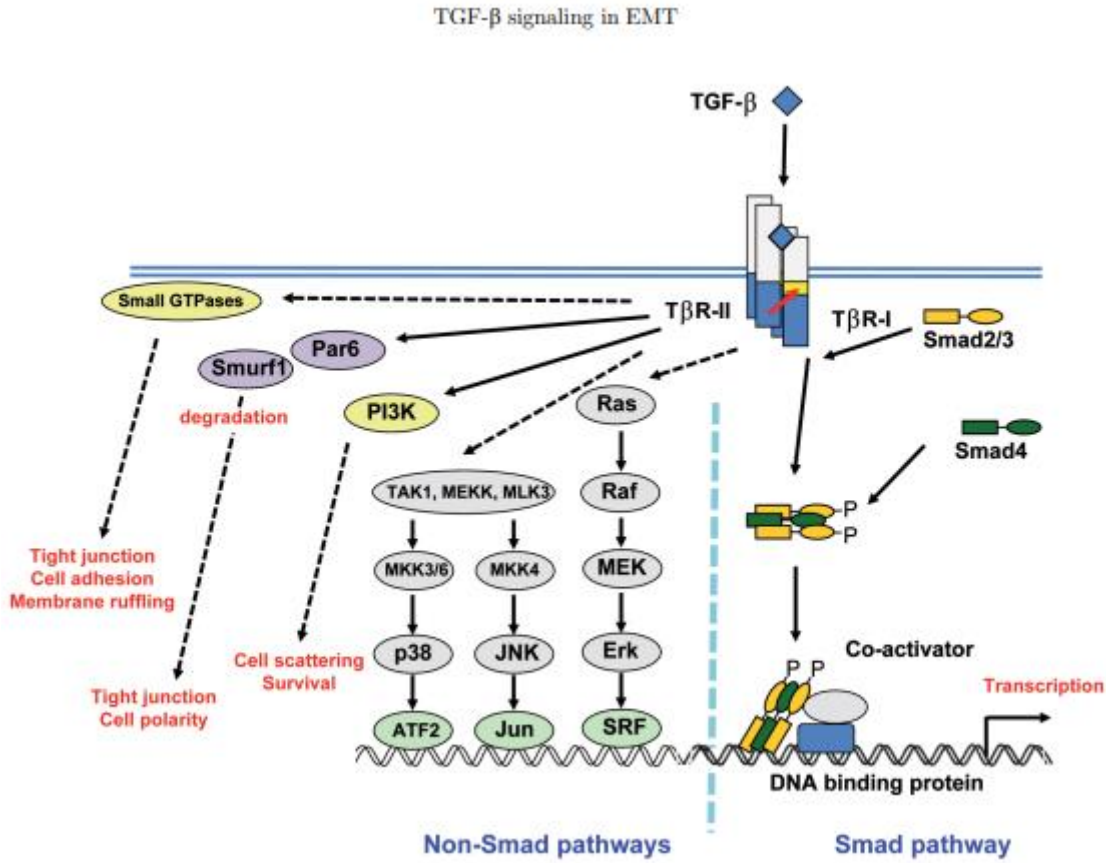 TGF-β signaling in EMT
TGF-β
Small GTPases
TβR-II
TβR-I
Smad2/3
Par6
Smurf1
degradation
PI3K
Ras
Smad4
TAK1, MEKK, MLK3
Raf
P
P
Tight junction
Cell adhesion
Membrane ruffling
MKK3/6
MKK4
MEK
Cell scattering
Survival
p38
JNK
Erk
Co-activator
P P
Transcription
Tight junction
Cell polarity
ATF2
Jun
SRF
DNA binding protein
Non-Smad pathways
Smad pathway